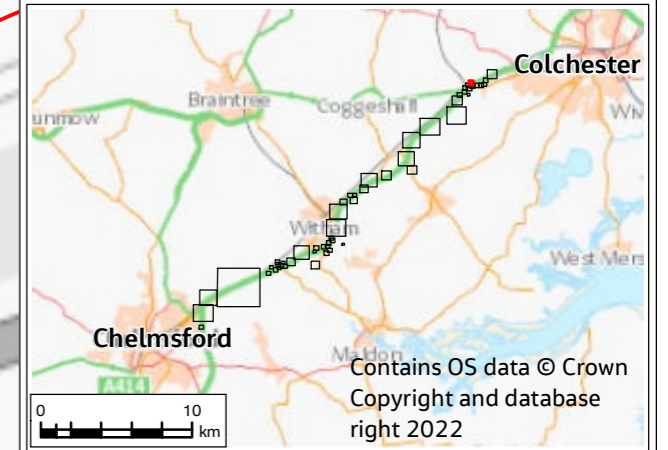 Colchester
Braintree
Coggeshall
unmow
Witham
West Mers
Chelmsford
Maldon
A414
Contains OS data © Crown
Copyright and database
right 2022
0 10
km